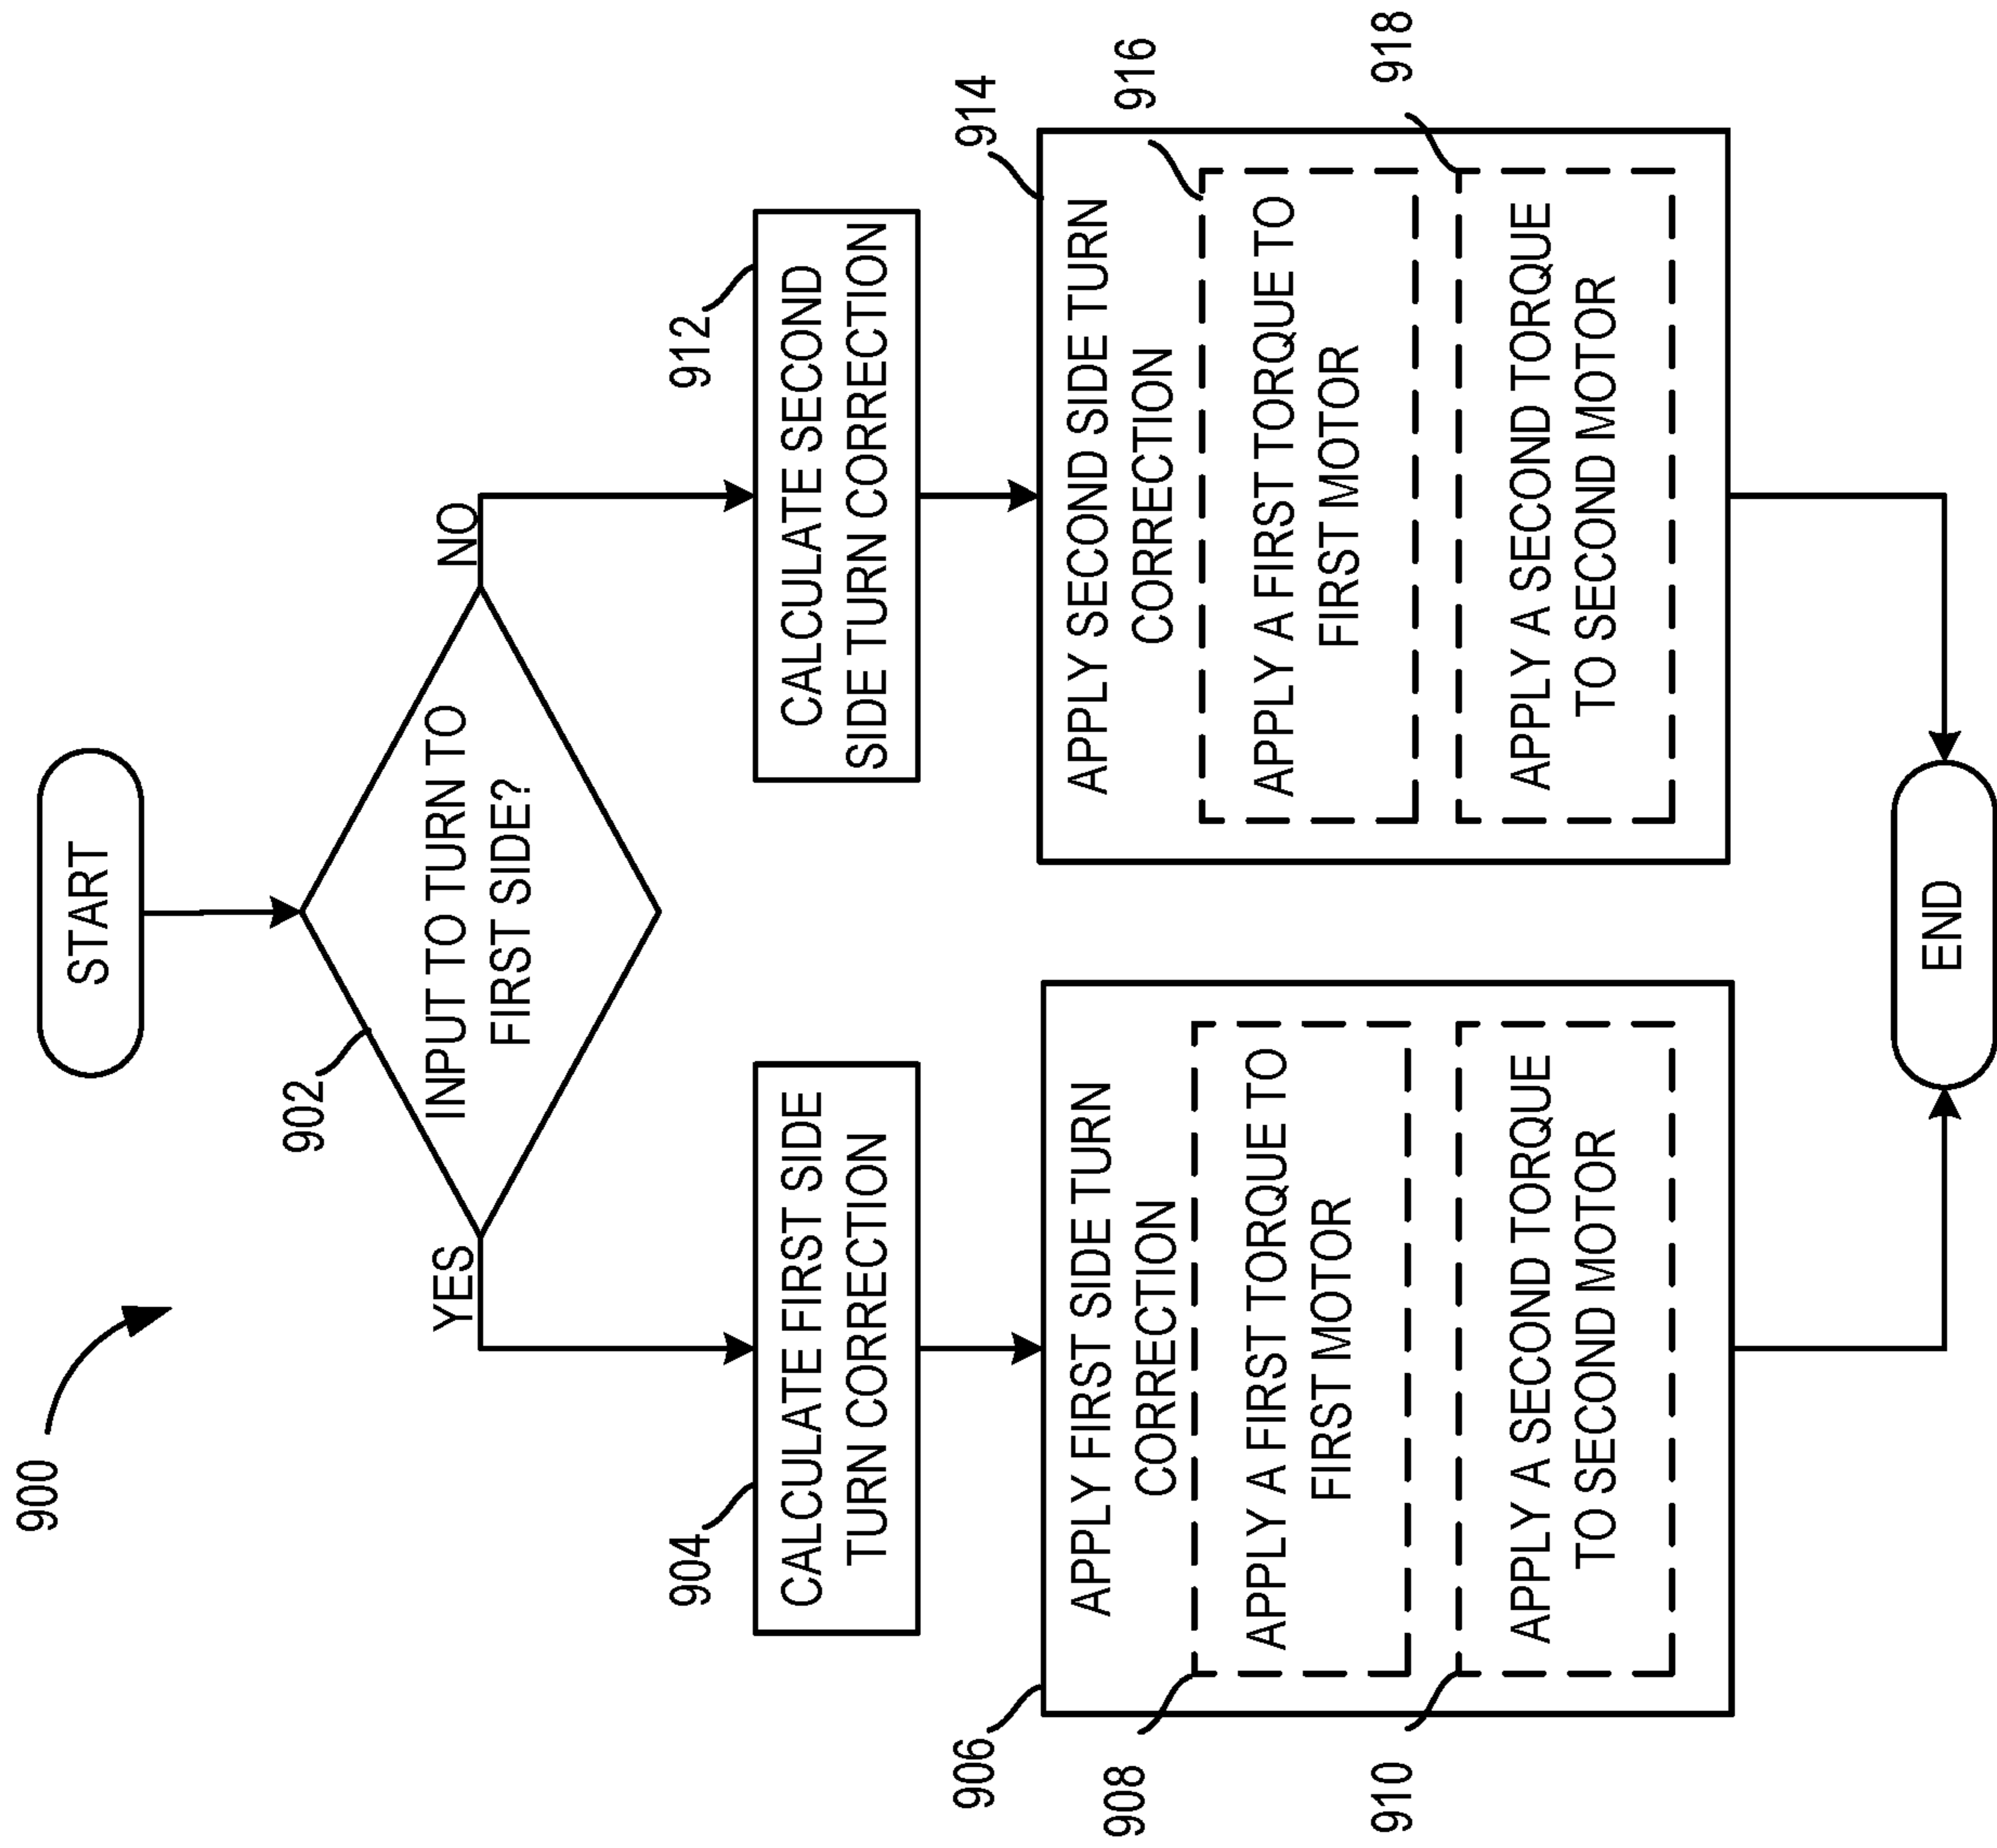 900
START
902
INPUT TO TURN TO
FIRST SIDE?
YES
NO
904
CALCULATE FIRST SIDE
TURN CORRECTION
912
CALCULATE SECOND
SIDE TURN CORRECTION
906
APPLY FIRST SIDE TURN
CORRECTION
908
APPLY A FIRST TORQUE TO
FIRST MOTOR
910
APPLY A SECOND TORQUE
TO SECOND MOTOR
914
APPLY SECOND SIDE TURN
CORRECTION
916
APPLY A FIRST TORQUE TO
FIRST MOTOR
918
APPLY A SECOND TORQUE
TO SECOND MOTOR
END